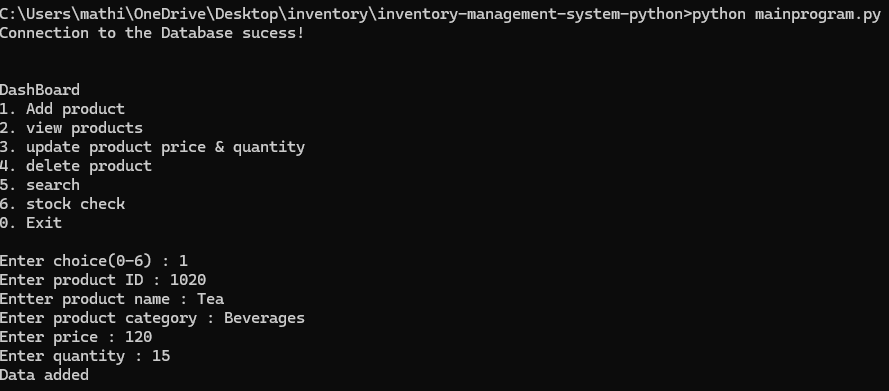 C:\Users\mathi\OneDrive\Desktop\inventory\inventory-management-system-python>python mainprogram.py
Connection to the Database sucess!
DashBoard
1. Add product
2. view products
3. update product price & quantity
4. delete product
5. search
6. stock check
0. Exit
Enter choice(0-6) : 1
Enter product ID : 1020
Entter product name : Tea
Enter product category : Beverages
Enter price : 120
Enter quantity : 15
Data added